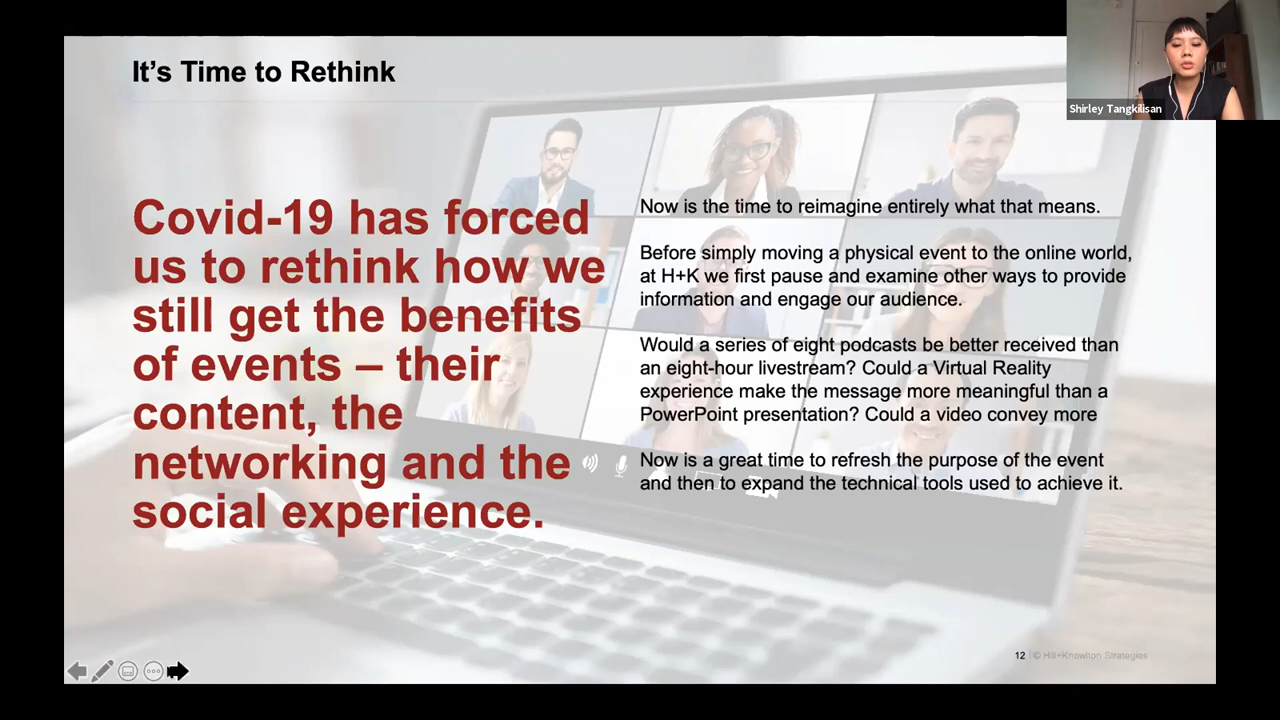 It's Time to Rethink
Shirley Tangkilisan
Covid-19 has forced
us to rethink how we
still get the benefits
of events – their
content, the
networking and the
social experience.
Now is the time to reimagine entirely what that means.
Before simply moving a physical event to the online world,
at H+K we first pause and examine other ways to provide
information and engage our audience.
Would a series of eight podcasts be better received than
an eight-hour livestream? Could a Virtual Reality
experience make the message more meaningful than a
PowerPoint presentation? Could a video convey more
Now is a great time to refresh the purpose of the event
and then to expand the technical tools used to achieve it.
12 | © Hill+Knowlton Strategies